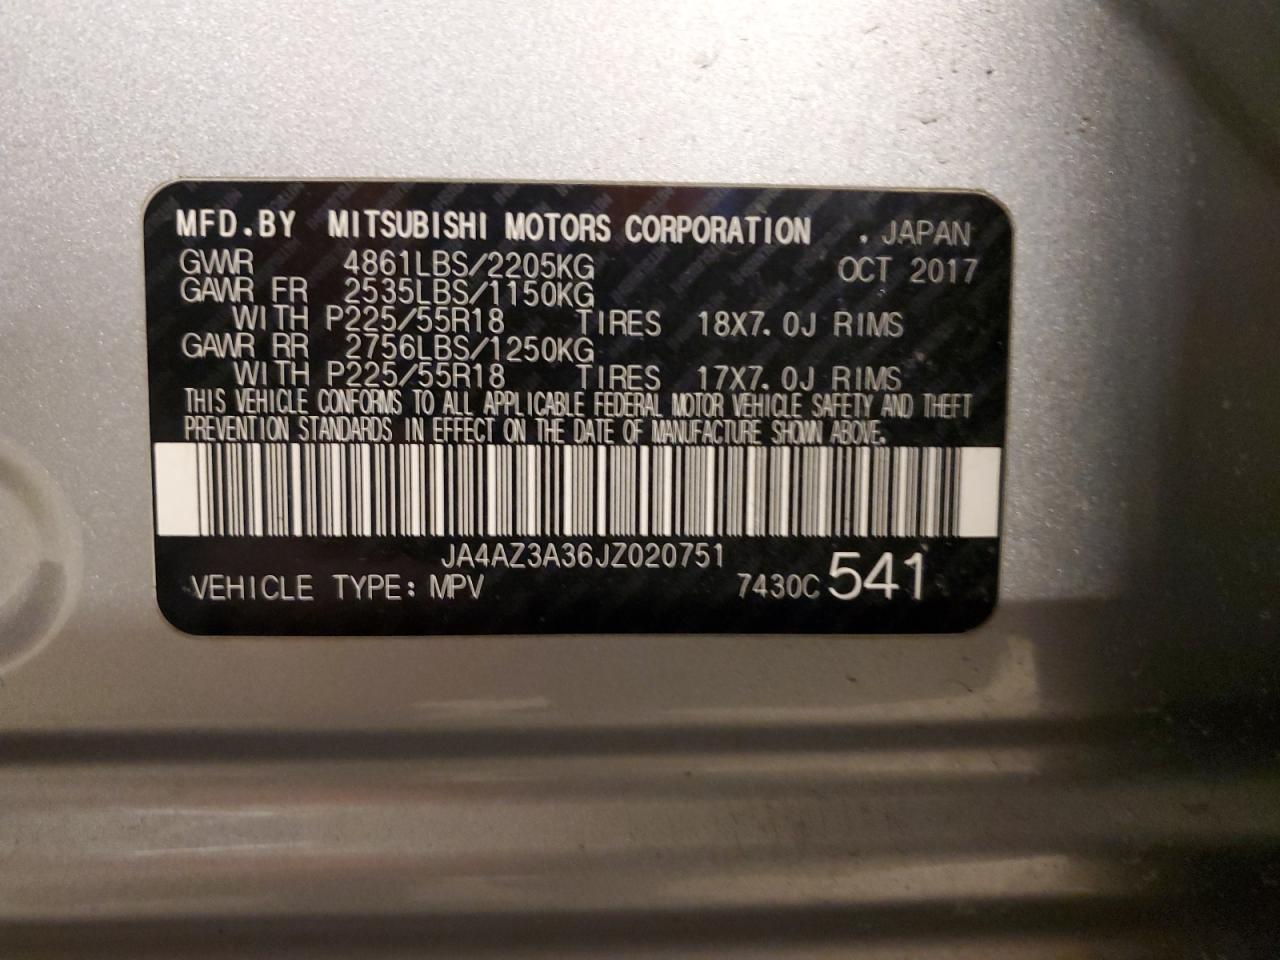 MFD.BY MITSUBISHI MOTORS CORPORATION , JAPAN
GWR 4861LBS/2205KG OCT 2017
GAWR FR 2535LBS/1150KG
WITH P225/55R18 TIRES 18X7.0J RIMS
GAWR RR 2756LBS/1250KG
WITH P225/55R18 TIRES 17X7.0J RIMS
THIS VEHICLE CONFORMS TO ALL APPLICABLE FEDERAL MOTOR VEHICLE SAFETY AND THEFT
PREVENTION STANDARDS IN EFFECT ON THE DATE OF MANUFACTURE SHOWN ABOVE.
JA4AZ3A36JZ020751
VEHICLE TYPE: MPV 7430C 541